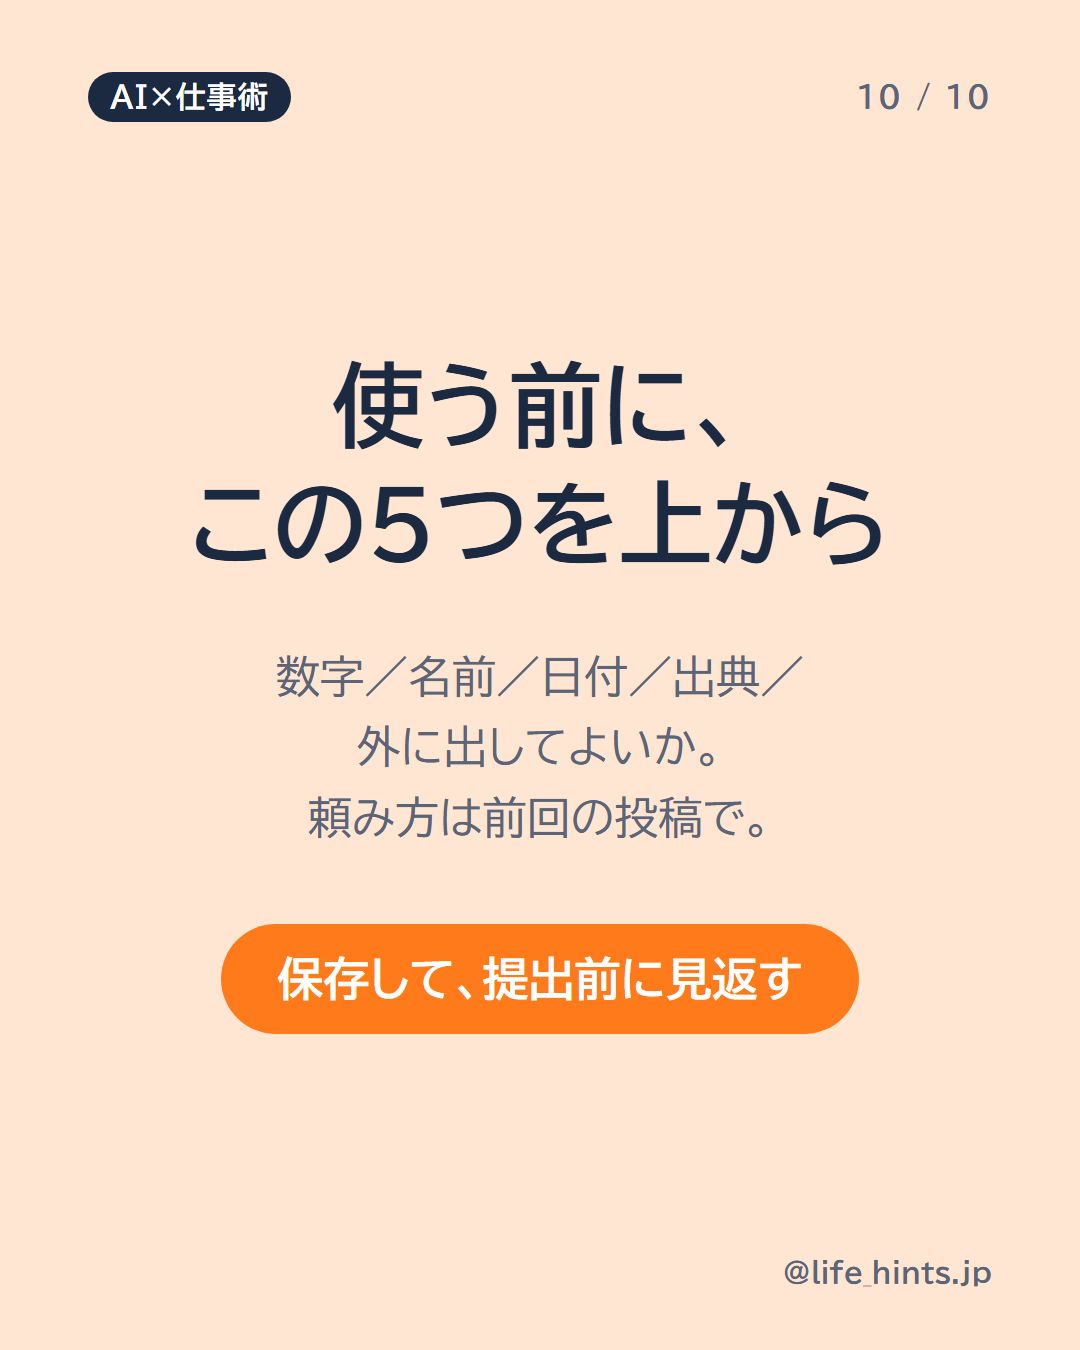 AI×仕事術
10 / 10
使う前に、
この5つを上から
数字／名前／日付／出典／
外に出してよいか。
頼み方は前回の投稿で。
保存して、提出前に見返す
@life_hints.jp